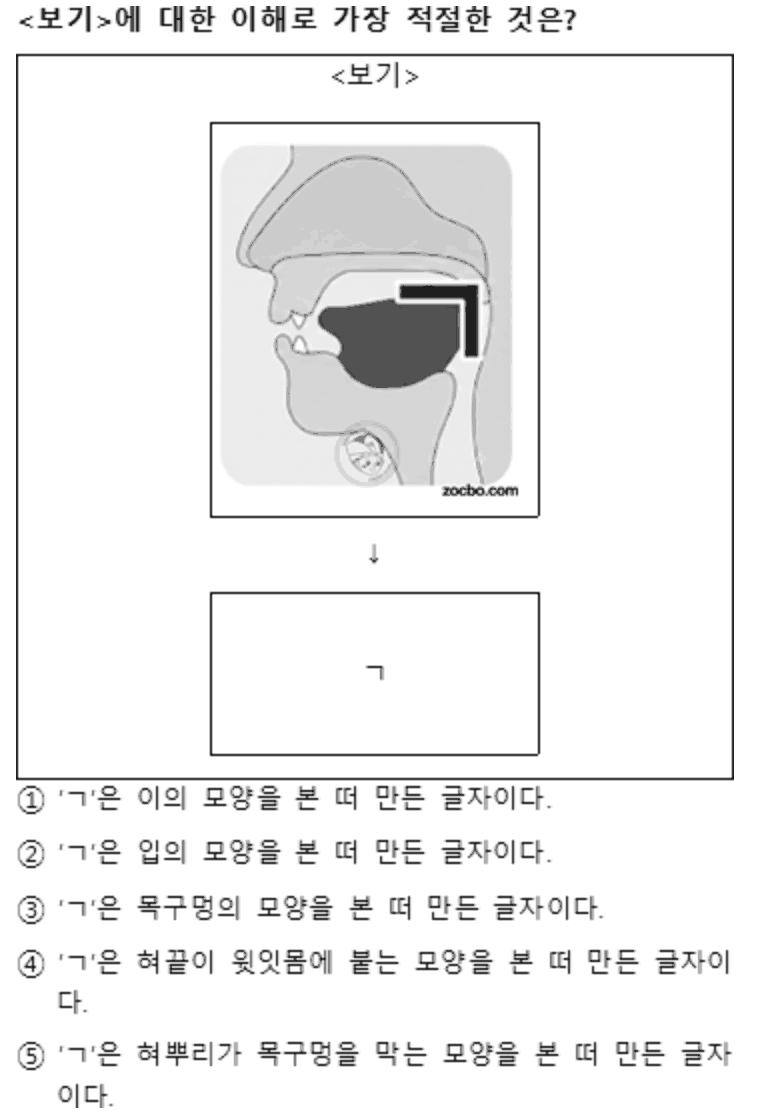 <보기>에 대한 이해로 가장 적절한 것은?
<보기>
zocbo.com
↓
ㄱ
① 'ㄱ'은 이의 모양을 본 떠 만든 글자이다.
② 'ㄱ'은 입의 모양을 본 떠 만든 글자이다.
③ 'ㄱ'은 목구멍의 모양을 본 떠 만든 글자이다.
④ 'ㄱ'은 혀끝이 윗잇몸에 붙는 모양을 본 떠 만든 글자이
다.
⑤ 'ㄱ'은 혀뿌리가 목구멍을 막는 모양을 본 떠 만든 글자
이다.